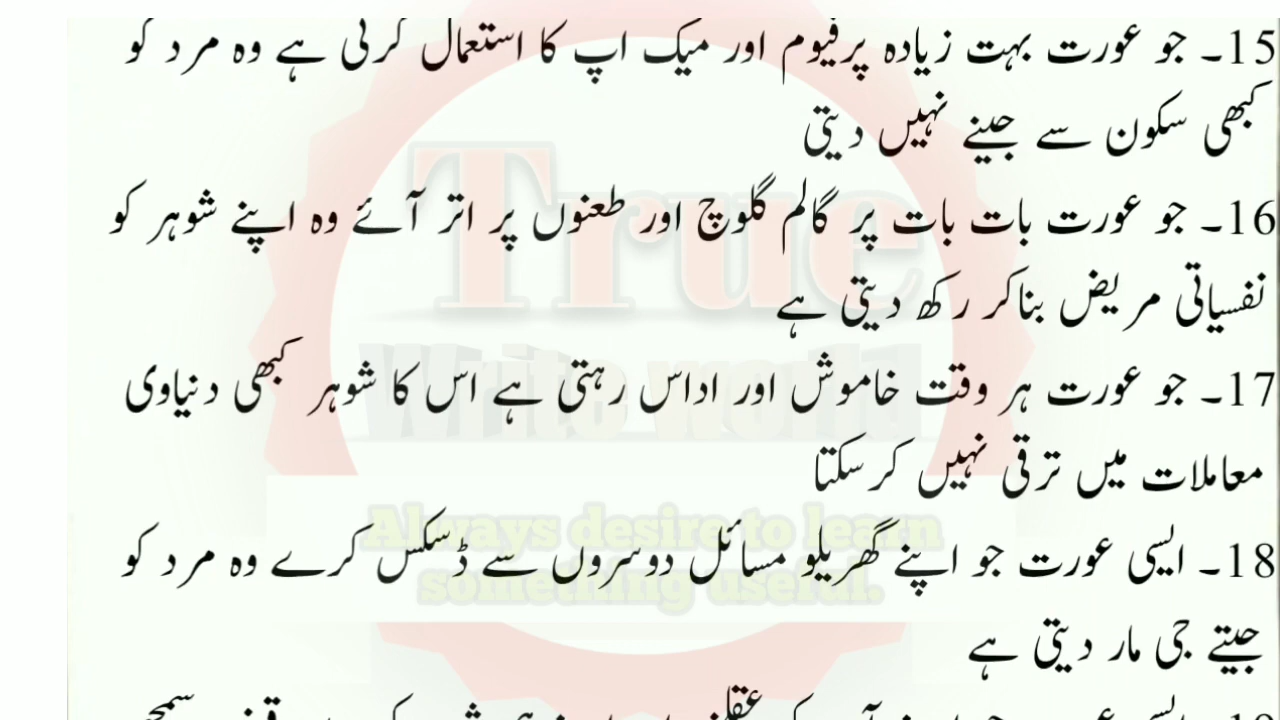 15۔ جو عورت بہت زیادہ پرفیوم اور میک اپ کا استعمال کرتی ہے وہ مرد کو
کبھی سکون سے جینے نہیں دیتی
16۔ جو عورت بات بات پر گالم گلوچ اور طعنوں پر اتر آئے وہ اپنے شوہر کو
نفسیاتی مریض بناکر رکھ دیتی ہے
17۔ جو عورت ہر وقت خاموش اور اداس رہتی ہے اس کا شوہر کبھی دنیاوی
معاملات میں ترقی نہیں کرسکتا
18۔ ایسی عورت جو اپنے گھریلو مسائل دوسروں سے ڈسکس کرے وہ مرد کو
جیتے جی مار دیتی ہے
True
Write world
Always desire to learn
something useful.